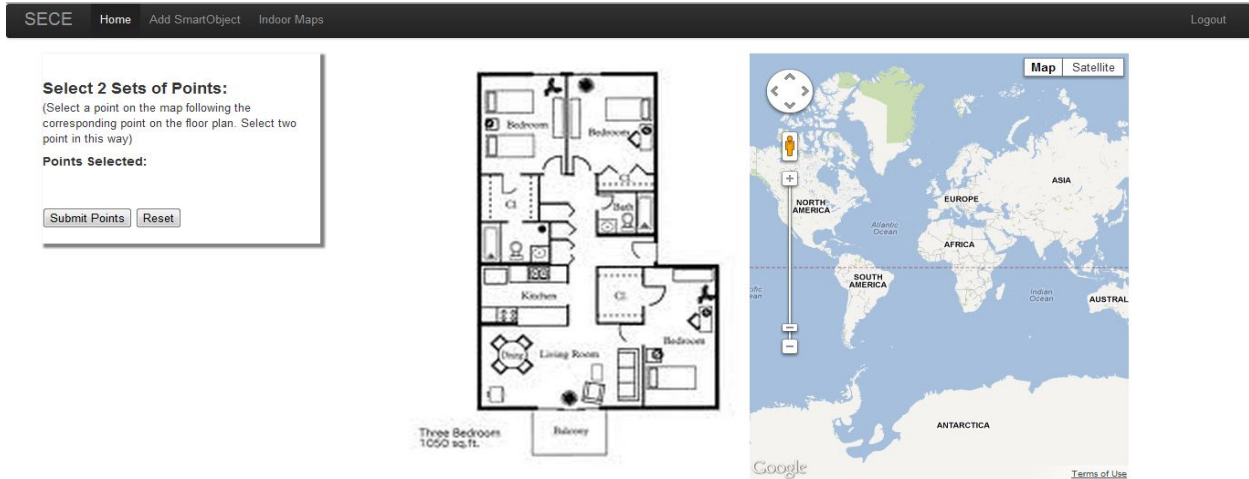 SECE Home Add SmartObject Indoor Maps Logout
Select 2 Sets of Points:
(Select a point on the map following the
corresponding point on the floor plan. Select two
point in this way)
Points Selected:
Submit Points Reset
Bedroom
Bedroom
Cl
Cl
Bath
Kitchen
Cl
Bedroom
Dining
Living Room
Balcony
Three Bedroom
1050 sq.ft.
Map Satellite
NORTH
AMERICA
Atlantic
Ocean
EUROPE
ASIA
AFRICA
SOUTH
AMERICA
Indian
Ocean
AUSTRAL
ANTARCTICA
Google
Terms of Use